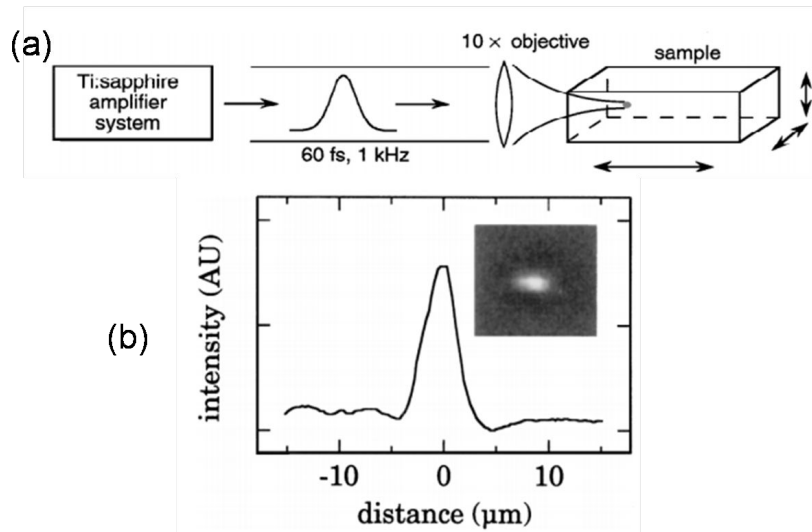 (a)
Ti:sapphire
amplifier
system
60 fs, 1 kHz
10 × objective
sample
(b)
intensity (AU)
-10
0
10
distance (µm)